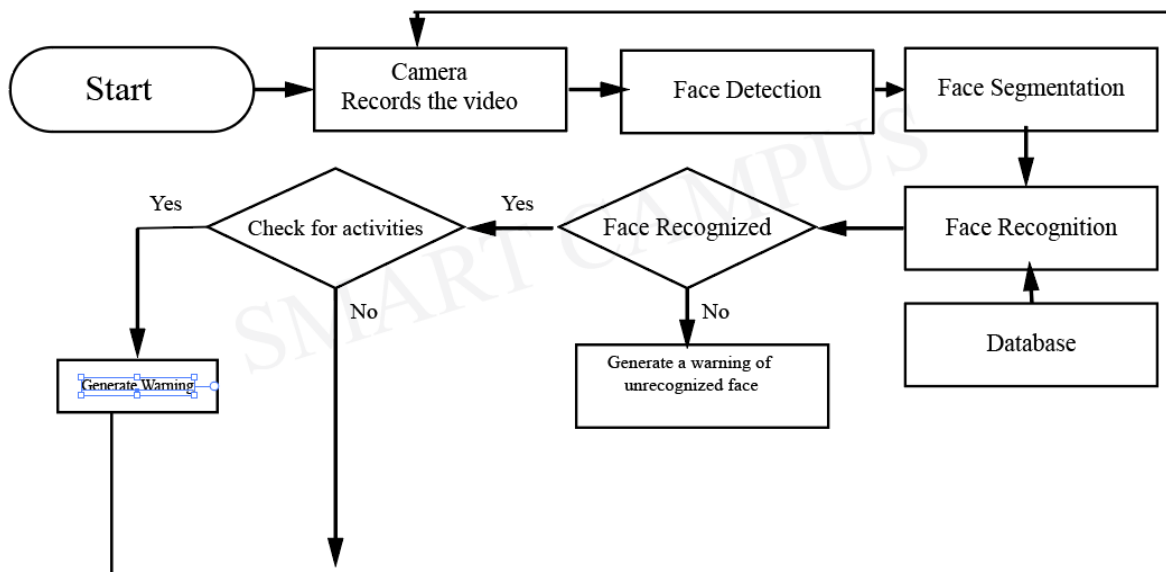 Start
Camera
Records the video
Face Detection
Face Segmentation
Yes
Check for activities
Yes
Face Recognized
Face Recognition
No
No
Generate a warning of
unrecognized face
Database
Generate Warning
SMART CAMPUS